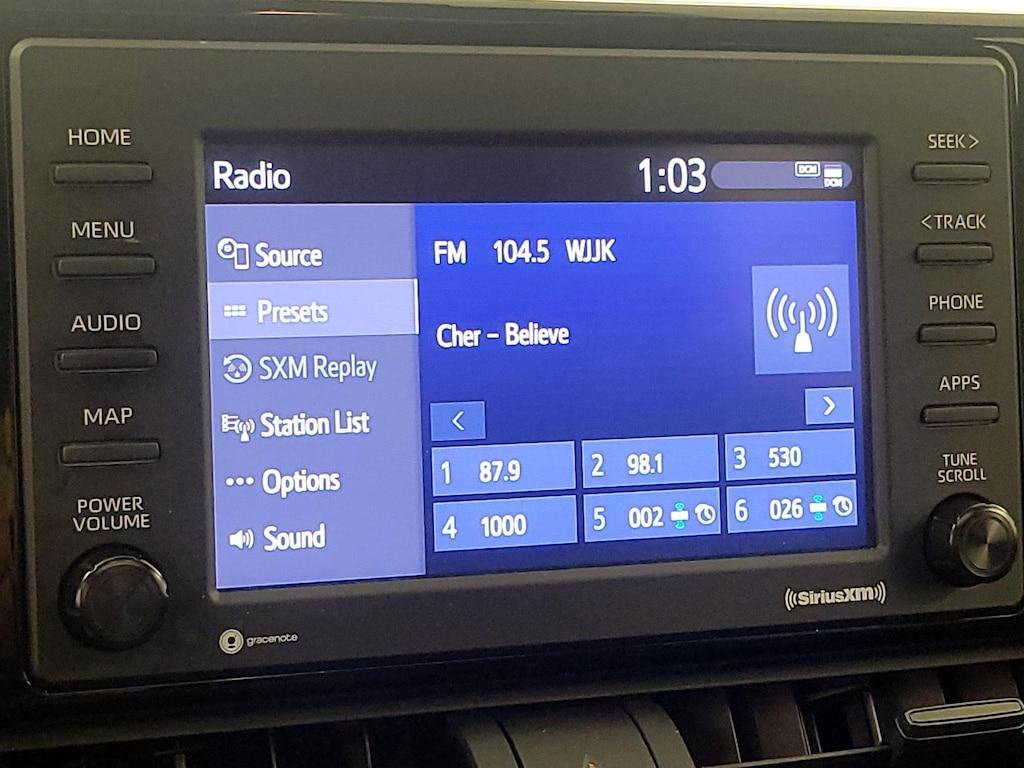 HOME
MENU
AUDIO
MAP
POWER
VOLUME
Radio
1:03
DCM
DCM
Source
Presets
SXM Replay
Station List
Options
Sound
FM 104.5 WJJK
Cher – Believe
<
>
1 87.9
2 98.1
3 530
4 1000
5 002
6 026
SEEK>
<TRACK
PHONE
APPS
TUNE
SCROLL
gracenote
((SiriusXM))